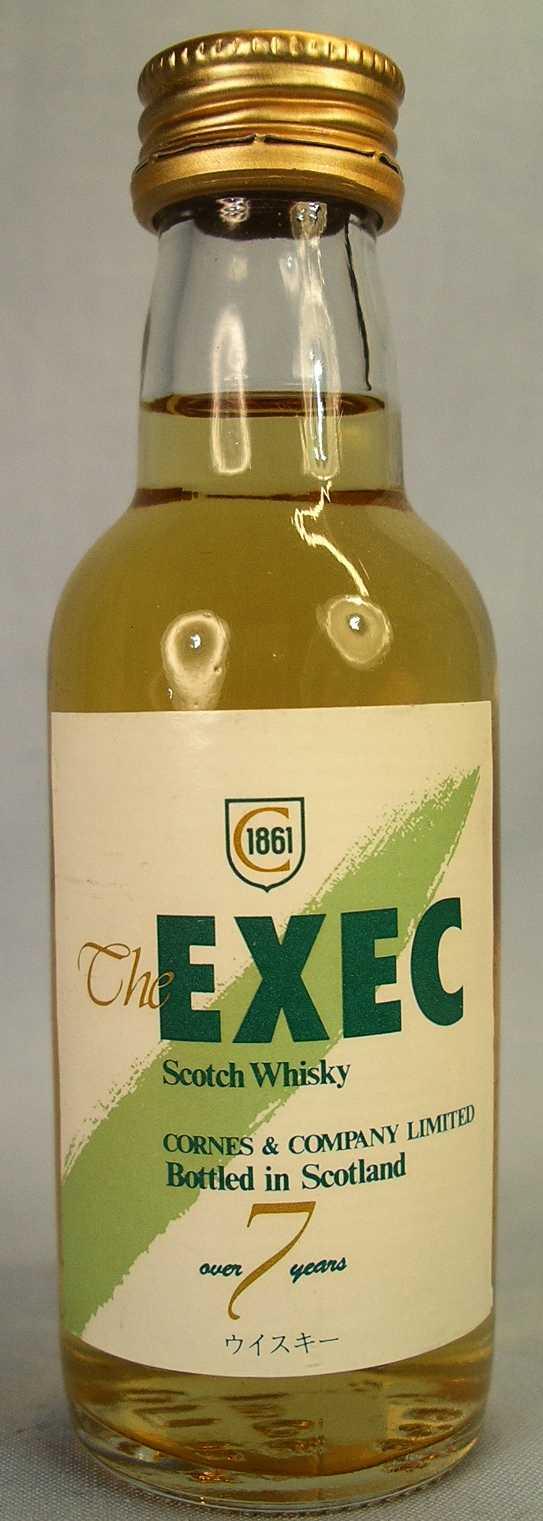 C 1861
The EXEC
Scotch Whisky
CORNES & COMPANY LIMITED
Bottled in Scotland
over 7 years
ウイスキー